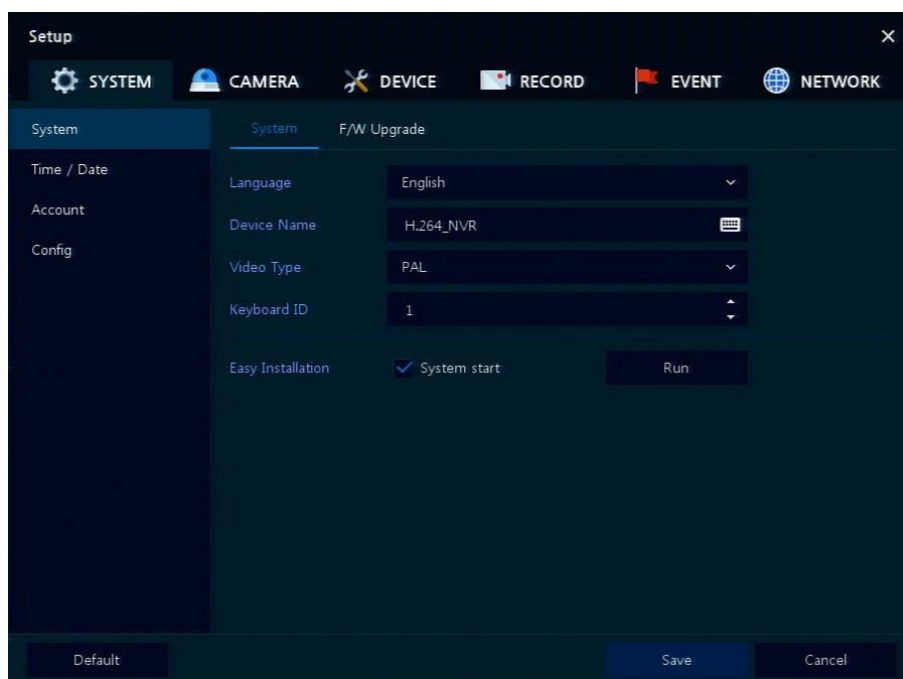 Setup
SYSTEM CAMERA DEVICE RECORD EVENT NETWORK
System System F/W Upgrade
Time / Date
Language English
Account
Device Name H.264_NVR
Config
Video Type PAL
Keyboard ID 1
Easy Installation System start Run
Default Save Cancel